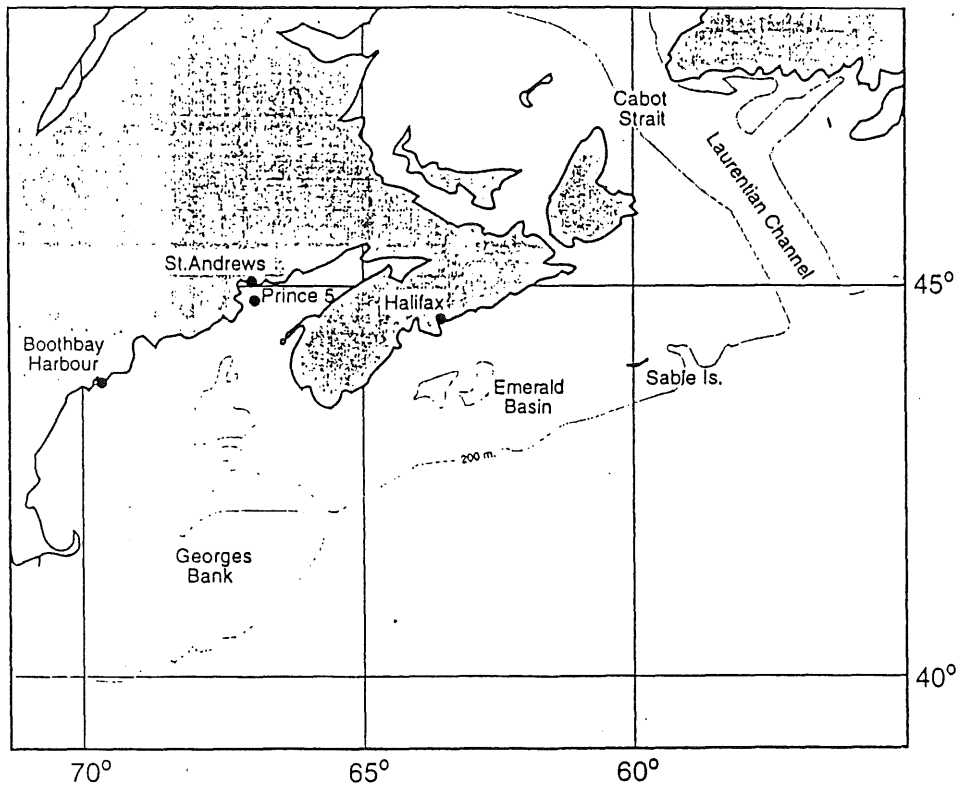 Cabot
Strait
Laurentian Channel
St.Andrews
Prince 5
Halifax
45°
Boothbay
Harbour
Sable Is.
Emerald
Basin
200 m.
Georges
Bank
40°
70°
65°
60°